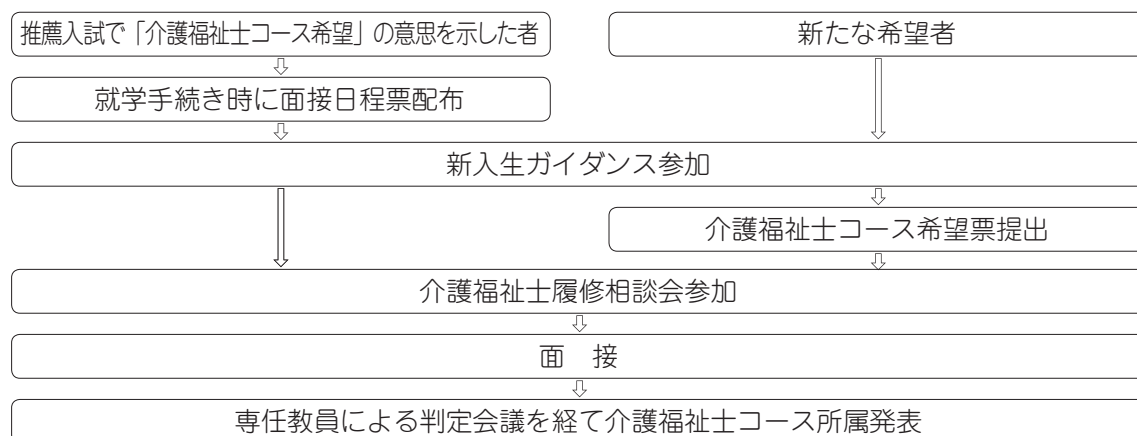 推薦入試で「介護福祉士コース希望」の意思を示した者
新たな希望者
就学手続き時に面接日程票配布
新入生ガイダンス参加
介護福祉士コース希望票提出
介護福祉士履修相談会参加
面　接
専任教員による判定会議を経て介護福祉士コース所属発表